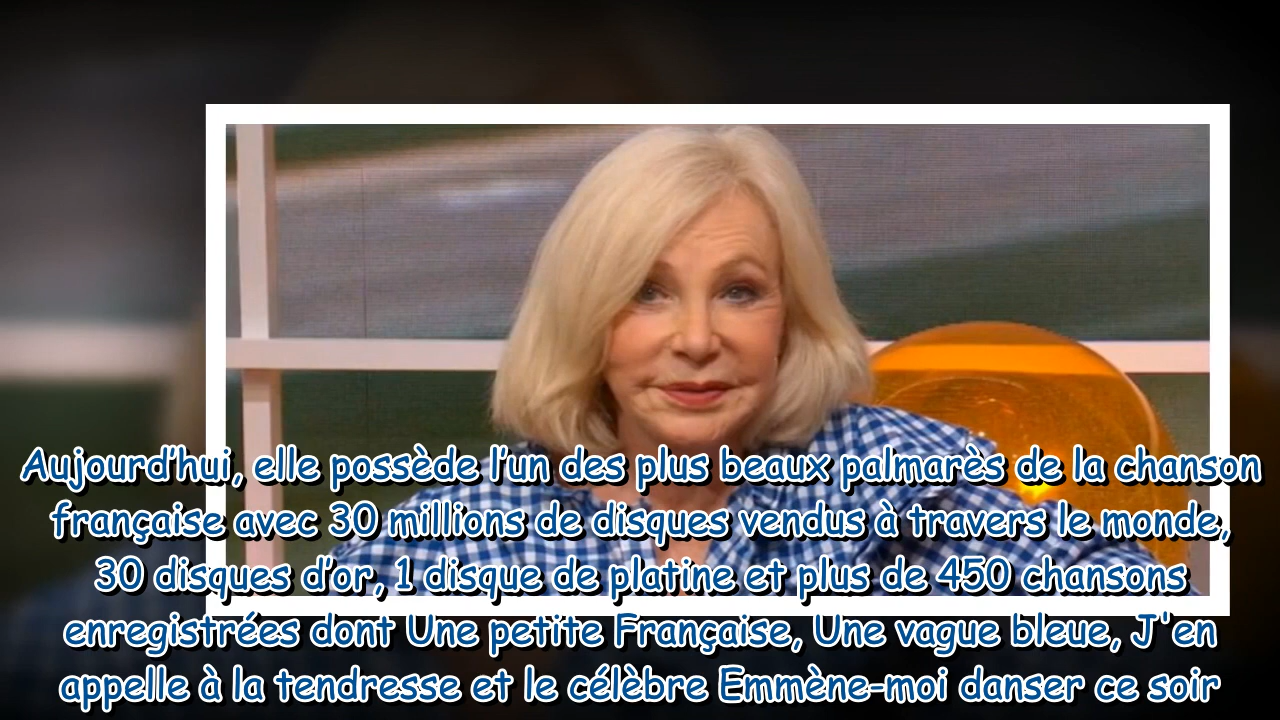 Aujourd’hui, elle possède l’un des plus beaux palmarès de la chanson
française avec 30 millions de disques vendus à travers le monde,
30 disques d’or, 1 disque de platine et plus de 450 chansons
enregistrées dont Une petite Française, Une vague bleue, J'en
appelle à la tendresse et le célèbre Emmène-moi danser ce soir